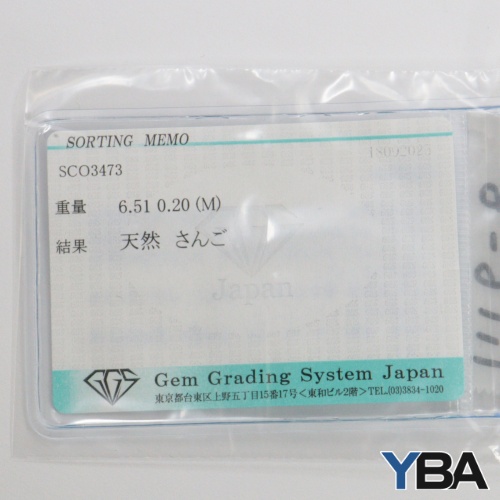 SORTING MEMO
SCO3473
18092025
重量 6.51 0.20 (M)
結果 天然 さんご
Japan
GGS
Gem Grading System Japan
東京都台東区上野五丁目15番17号＜東和ビル2階＞TEL.(03)3834-1020
YBA